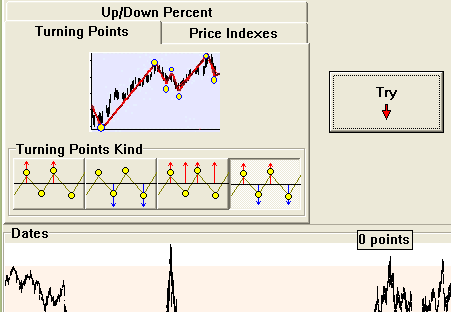 Up/Down Percent
Turning Points
Price Indexes
Try
Turning Points Kind
Dates
0 points